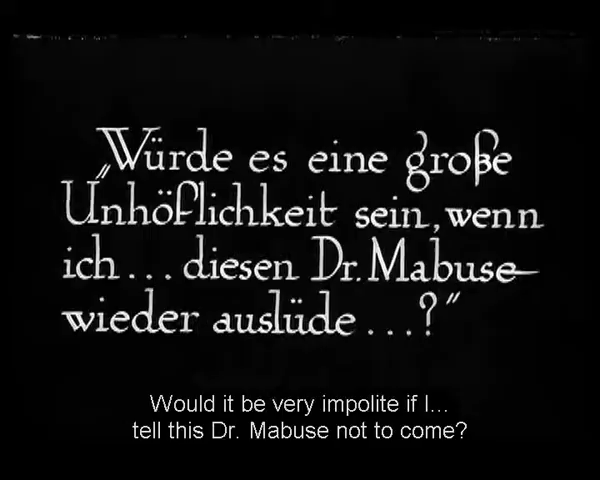 „Würde es eine große
Unhöflichkeit sein, wenn
ich... diesen Dr. Mabuse
wieder auslüde...?“
Would it be very impolite if I...
tell this Dr. Mabuse not to come?